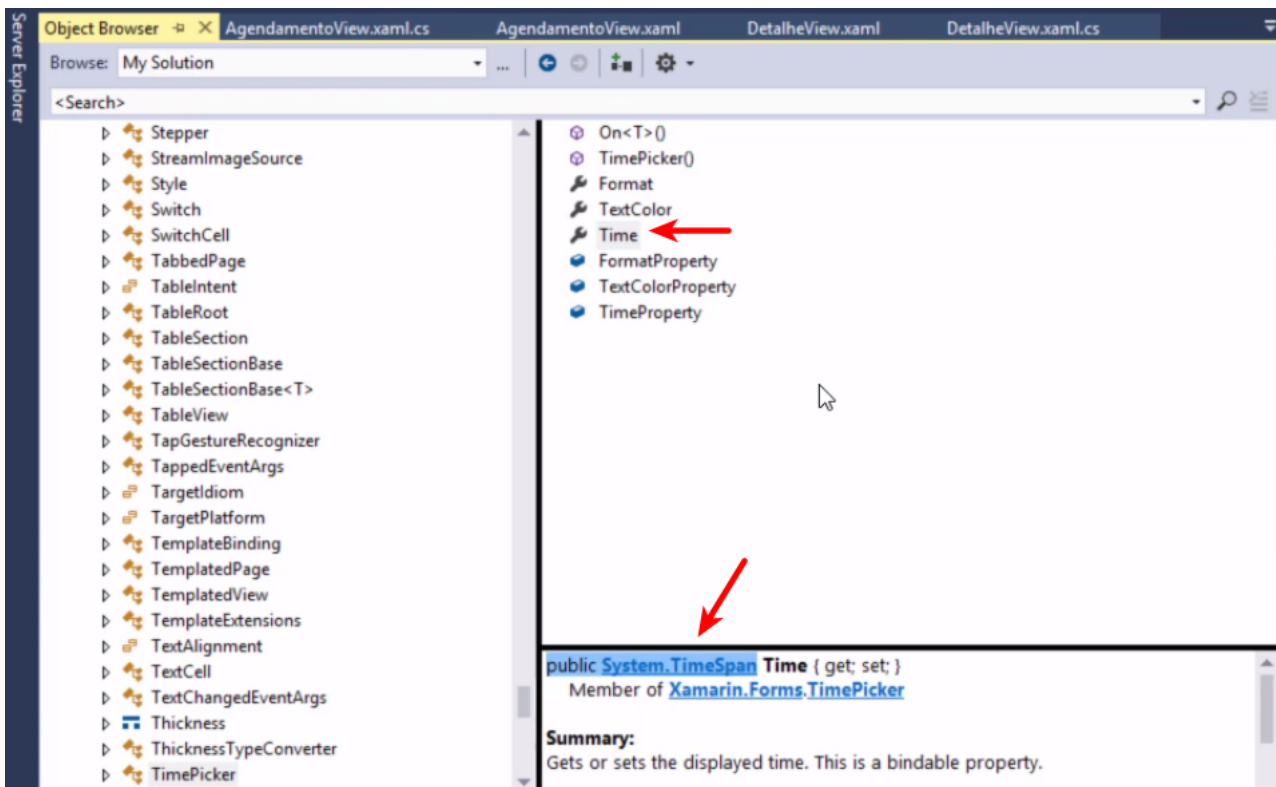 Server Explorer
Object Browser AgendamentoView.xaml.cs AgendamentoView.xaml DetalheView.xaml DetalheView.xaml.cs
Browse: My Solution ...
<Search>
Stepper
StreamImageSource
Style
Switch
SwitchCell
TabbedPage
TableIntent
TableRoot
TableSection
TableSectionBase
TableSectionBase<T>
TableView
TapGestureRecognizer
TappedEventArgs
TargetIdiom
TargetPlatform
TemplateBinding
TemplatedPage
TemplatedView
TemplateExtensions
TextAlignment
TextCell
TextChangedEventArgs
Thickness
ThicknessTypeConverter
TimePicker
On<T>()
TimePicker()
Format
TextColor
Time
FormatProperty
TextColorProperty
TimeProperty
public System.TimeSpan Time { get; set; }
Member of Xamarin.Forms.TimePicker
Summary:
Gets or sets the displayed time. This is a bindable property.